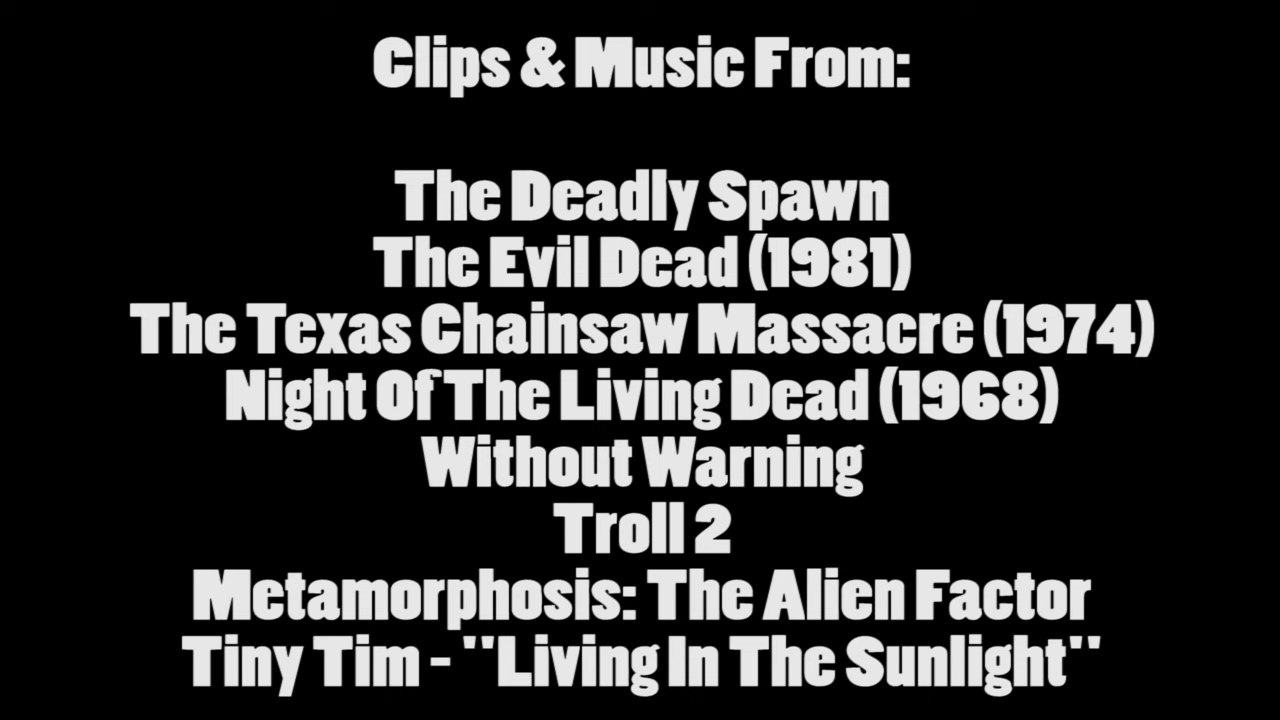 Clips & Music From:
The Deadly Spawn
The Evil Dead (1981)
The Texas Chainsaw Massacre (1974)
Night Of The Living Dead (1968)
Without Warning
Troll 2
Metamorphosis: The Alien Factor
Tiny Tim - "Living In The Sunlight"